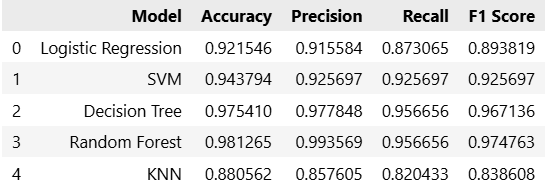 Model Accuracy Precision Recall F1 Score
0 Logistic Regression 0.921546 0.915584 0.873065 0.893819
1 SVM 0.943794 0.925697 0.925697 0.925697
2 Decision Tree 0.975410 0.977848 0.956656 0.967136
3 Random Forest 0.981265 0.993569 0.956656 0.974763
4 KNN 0.880562 0.857605 0.820433 0.838608